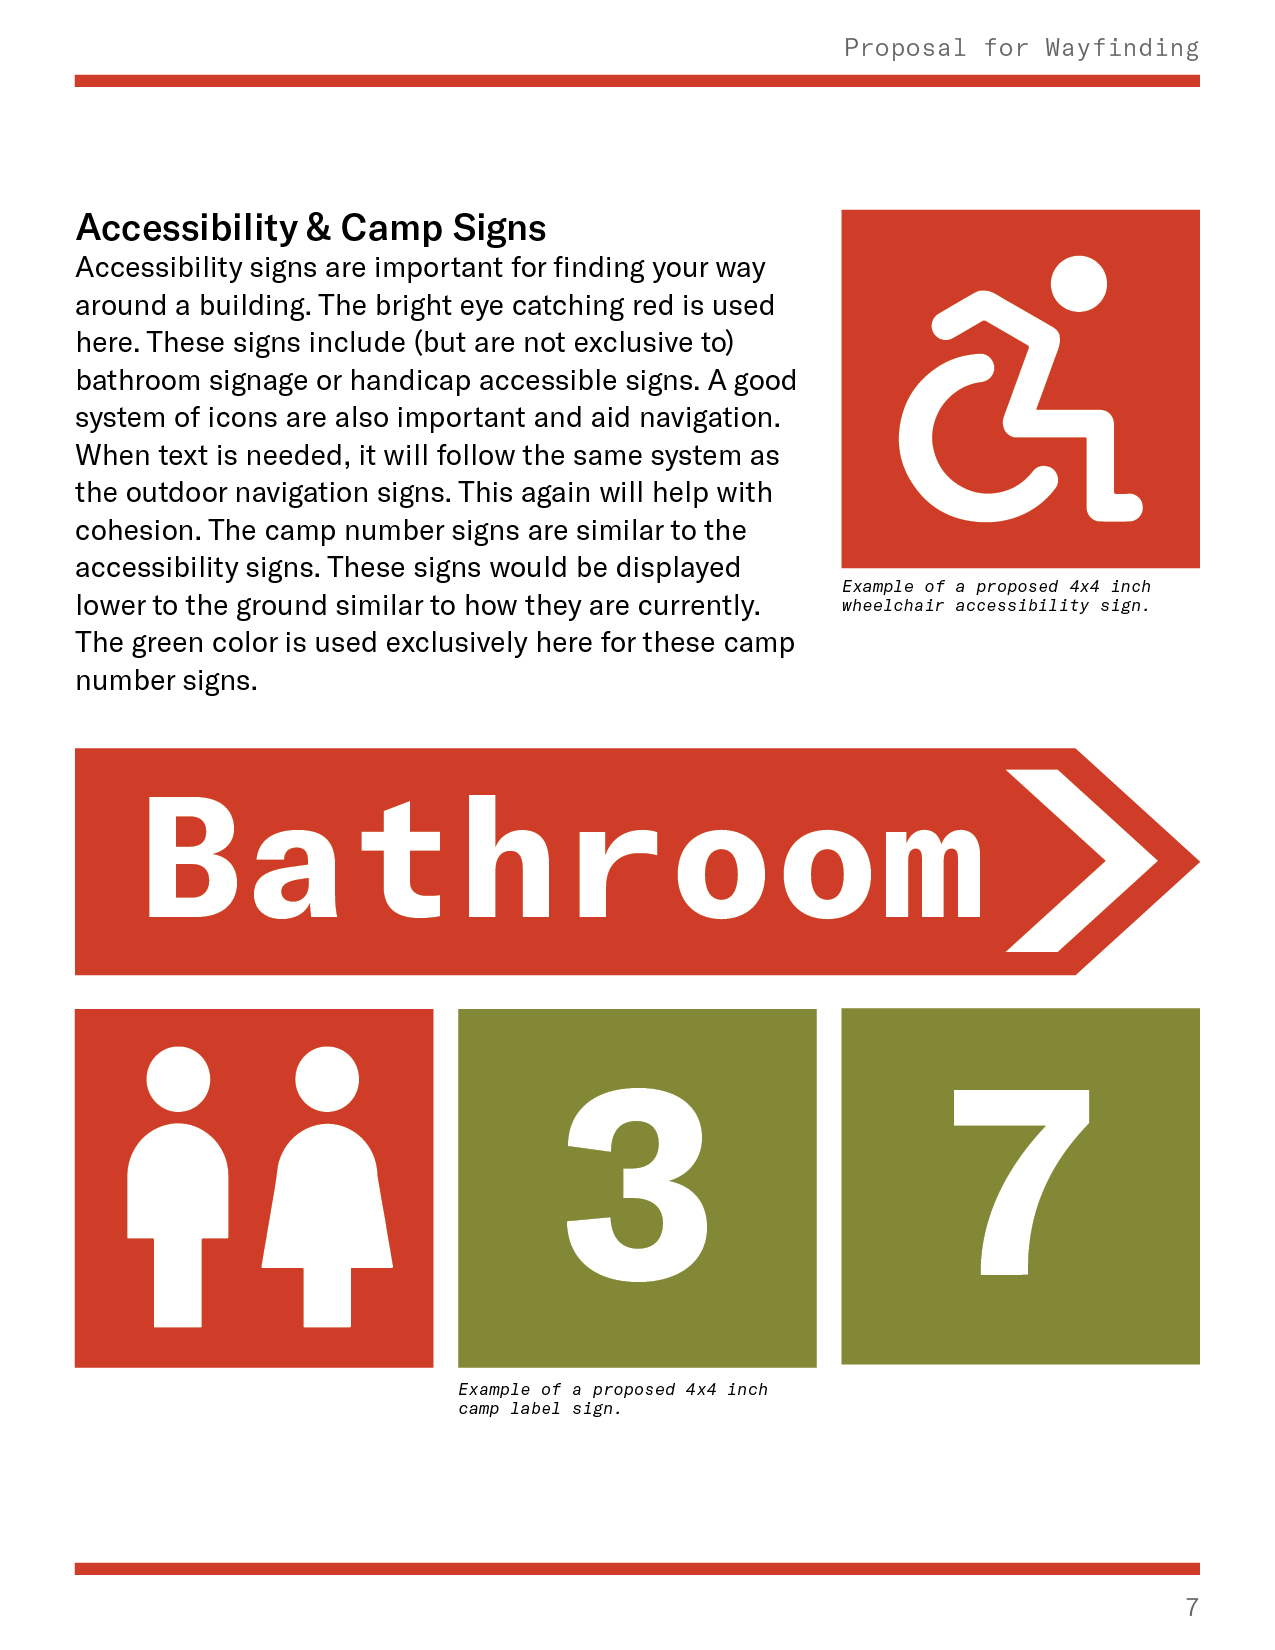 Proposal for Wayfinding
Accessibility & Camp Signs
Accessibility signs are important for finding your way
around a building. The bright eye catching red is used
here. These signs include (but are not exclusive to)
bathroom signage or handicap accessible signs. A good
system of icons are also important and aid navigation.
When text is needed, it will follow the same system as
the outdoor navigation signs. This again will help with
cohesion. The camp number signs are similar to the
accessibility signs. These signs would be displayed
lower to the ground similar to how they are currently.
The green color is used exclusively here for these camp
number signs.
Example of a proposed 4x4 inch
wheelchair accessibility sign.
Bathroom
3
7
Example of a proposed 4x4 inch
camp label sign.
7